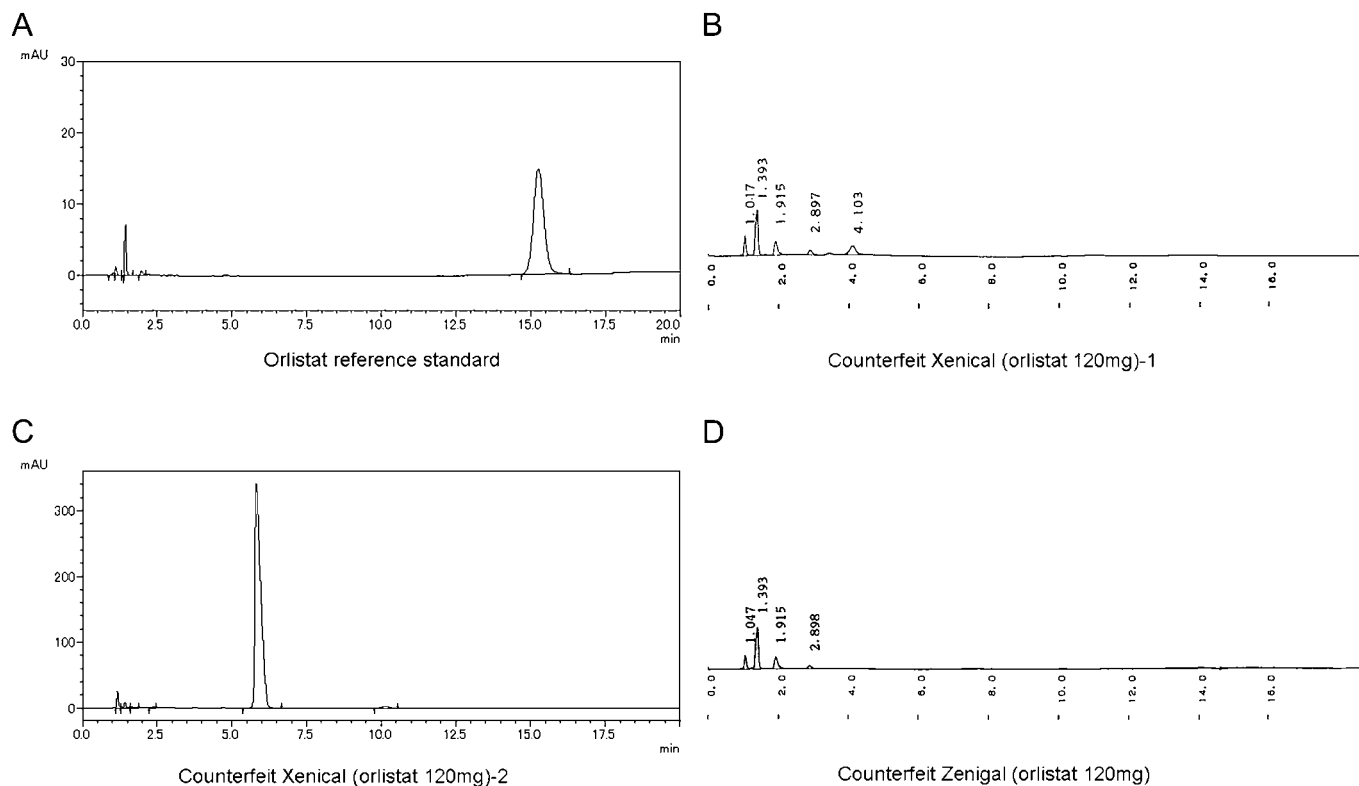 A
mAU
30
20
10
0
0.0 2.5 5.0 7.5 10.0 12.5 15.0 17.5 20.0
min
Orlistat reference standard
B
1.017
1.393
1.915
2.897
4.103
0.0 2.0 4.0 6.0 8.0 10.0 12.0 14.0 16.0
Counterfeit Xenical (orlistat 120mg)-1
C
mAU
300
200
100
0
0.0 2.5 5.0 7.5 10.0 12.5 15.0 17.5
min
Counterfeit Xenical (orlistat 120mg)-2
D
1.047
1.393
1.915
2.898
0.0 2.0 4.0 6.0 8.0 10.0 12.0 14.0 16.0
Counterfeit Zenigal (orlistat 120mg)